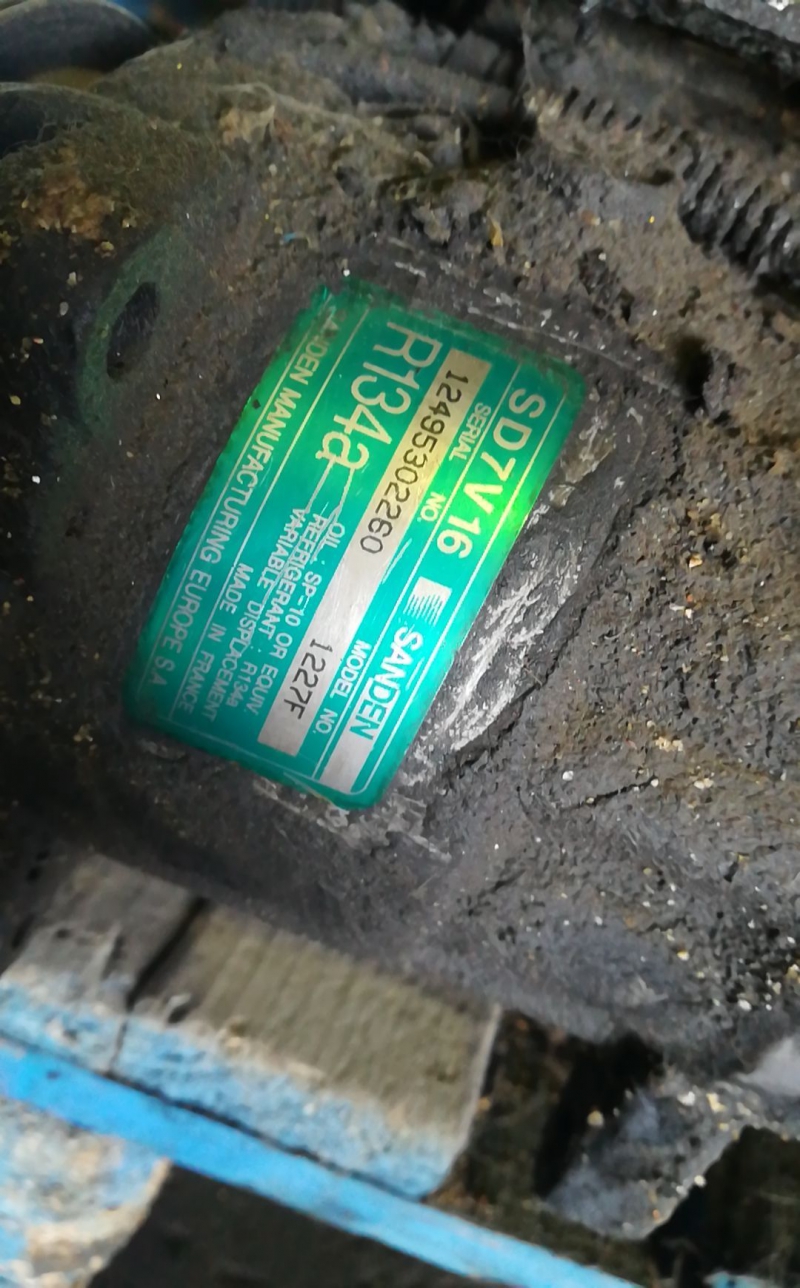 SD7V16 SANDEN
SERIAL NO. MODEL NO.
12495302260 1227F
R134a
OIL : SP-10 OR EQUIV.
REFRIGERANT : R134a
VARIABLE DISPLACEMENT
MADE IN FRANCE
SANDEN MANUFACTURING EUROPE S.A